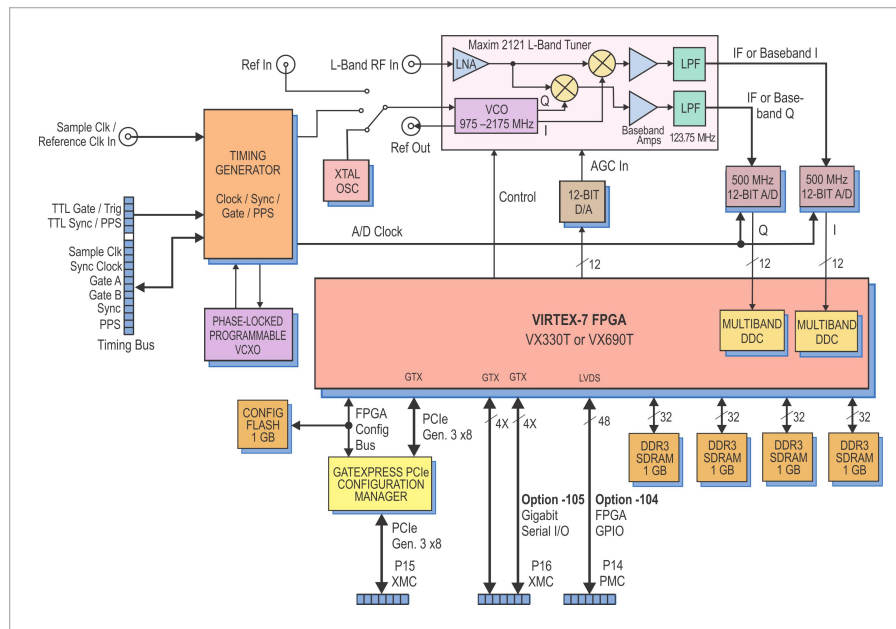 Maxim 2121 L-Band Tuner
Ref In
L-Band RF In
LNA
LPF
IF or Baseband I
VCO
975 –2175 MHz
Q
I
LPF
IF or Base-
band Q
Baseband
Amps
123.75 MHz
Ref Out
Sample Clk /
Reference Clk In
TIMING
GENERATOR
Clock / Sync /
Gate / PPS
XTAL
OSC
AGC In
Control
12-BIT
D/A
500 MHz
12-BIT A/D
500 MHz
12-BIT A/D
TTL Gate / Trig
TTL Sync / PPS
A/D Clock
Q
I
Sample Clk
Sync Clock
Gate A
Gate B
Sync
PPS
Timing Bus
12
12
12
PHASE-LOCKED
PROGRAMMABLE
VCXO
VIRTEX-7 FPGA
VX330T or VX690T
MULTIBAND
DDC
MULTIBAND
DDC
GTX
GTX
GTX
LVDS
CONFIG
FLASH
1 GB
FPGA
Config
Bus
PCIe
Gen. 3 x8
4X
4X
48
32
32
32
32
DDR3
SDRAM
1 GB
DDR3
SDRAM
1 GB
DDR3
SDRAM
1 GB
DDR3
SDRAM
1 GB
GATEXPRESS PCIe
CONFIGURATION
MANAGER
Option -105
Gigabit
Serial I/O
Option -104
FPGA
GPIO
PCIe
Gen. 3 x8
P15
XMC
P16
XMC
P14
PMC